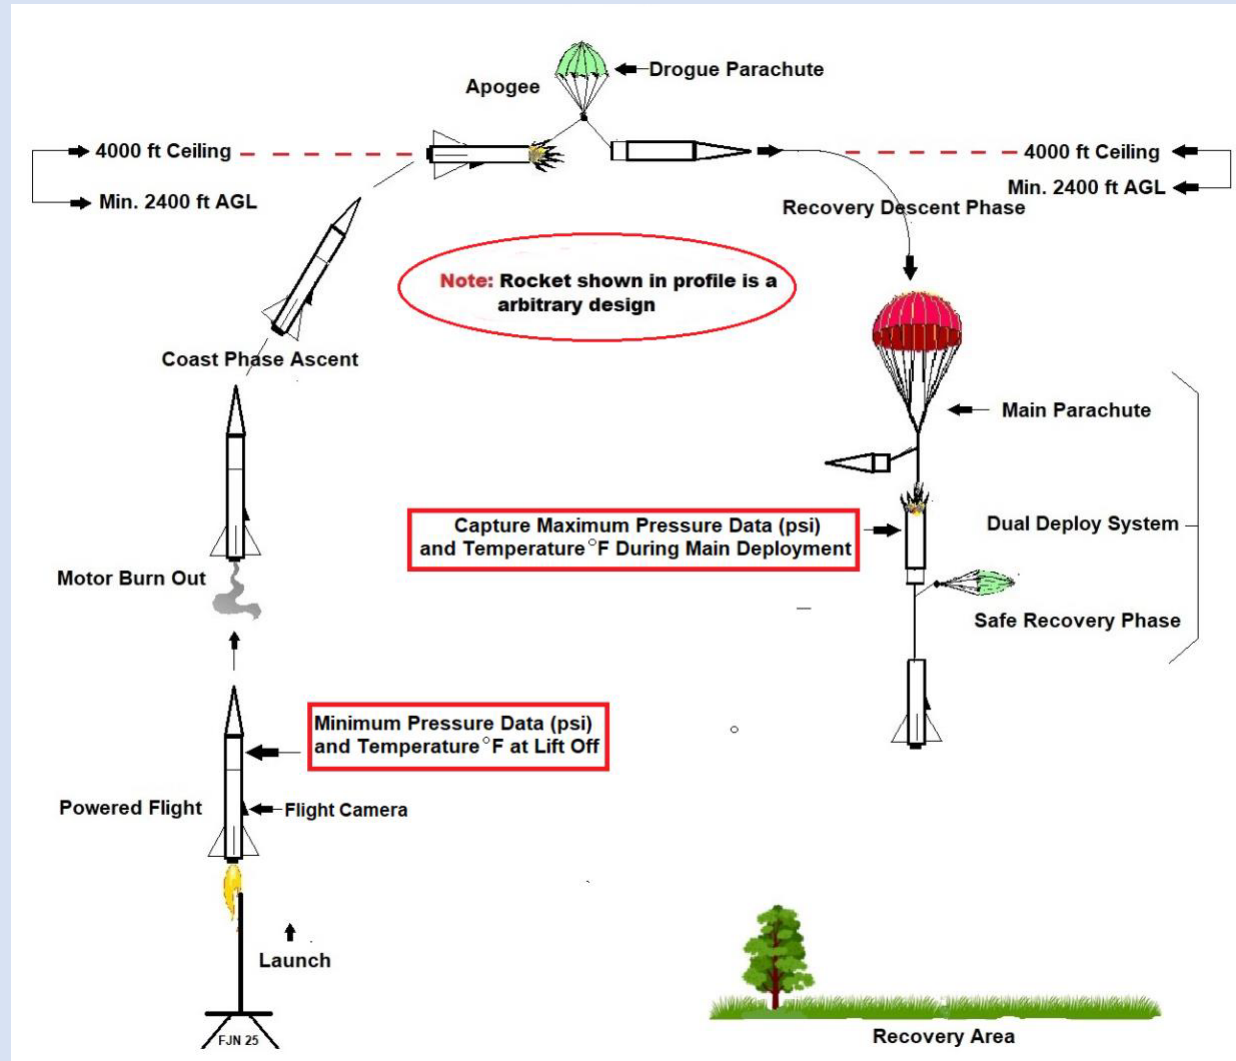 Drogue Parachute
Apogee
4000 ft Ceiling
4000 ft Ceiling
Min. 2400 ft AGL
Min. 2400 ft AGL
Recovery Descent Phase
Note: Rocket shown in profile is a
arbitrary design
Coast Phase Ascent
Main Parachute
Capture Maximum Pressure Data (psi)
and Temperature °F During Main Deployment
Dual Deploy System
Motor Burn Out
Safe Recovery Phase
Minimum Pressure Data (psi)
and Temperature °F at Lift Off
Powered Flight
Flight Camera
Launch
FJN 25
Recovery Area